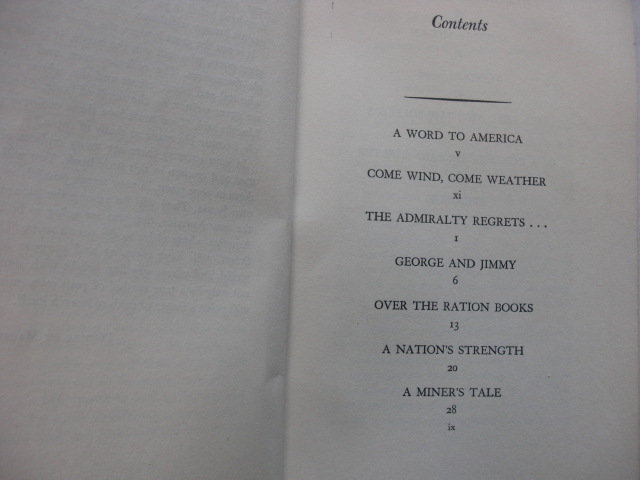 Contents
A WORD TO AMERICA
v
COME WIND, COME WEATHER
xi
THE ADMIRALTY REGRETS . . .
1
GEORGE AND JIMMY
6
OVER THE RATION BOOKS
13
A NATION'S STRENGTH
20
A MINER'S TALE
28
ix